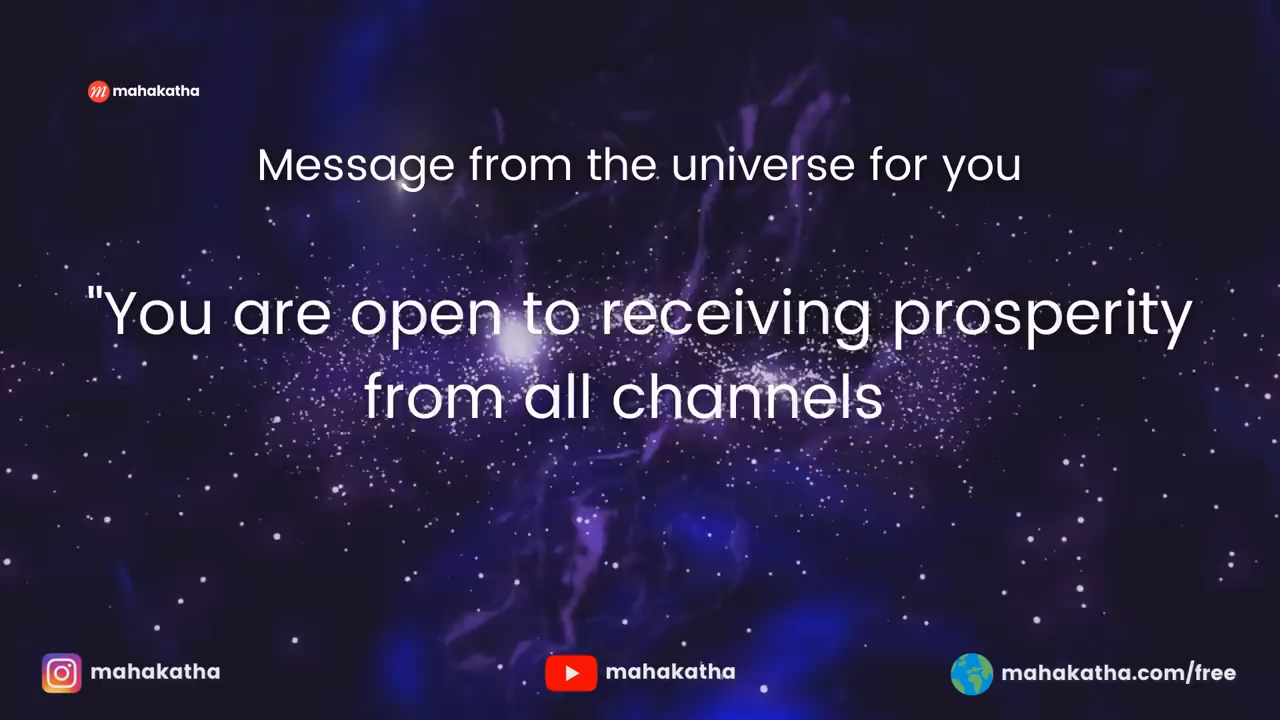 mahakatha
Message from the universe for you
"You are open to receiving prosperity
from all channels
mahakatha
mahakatha
mahakatha.com/free